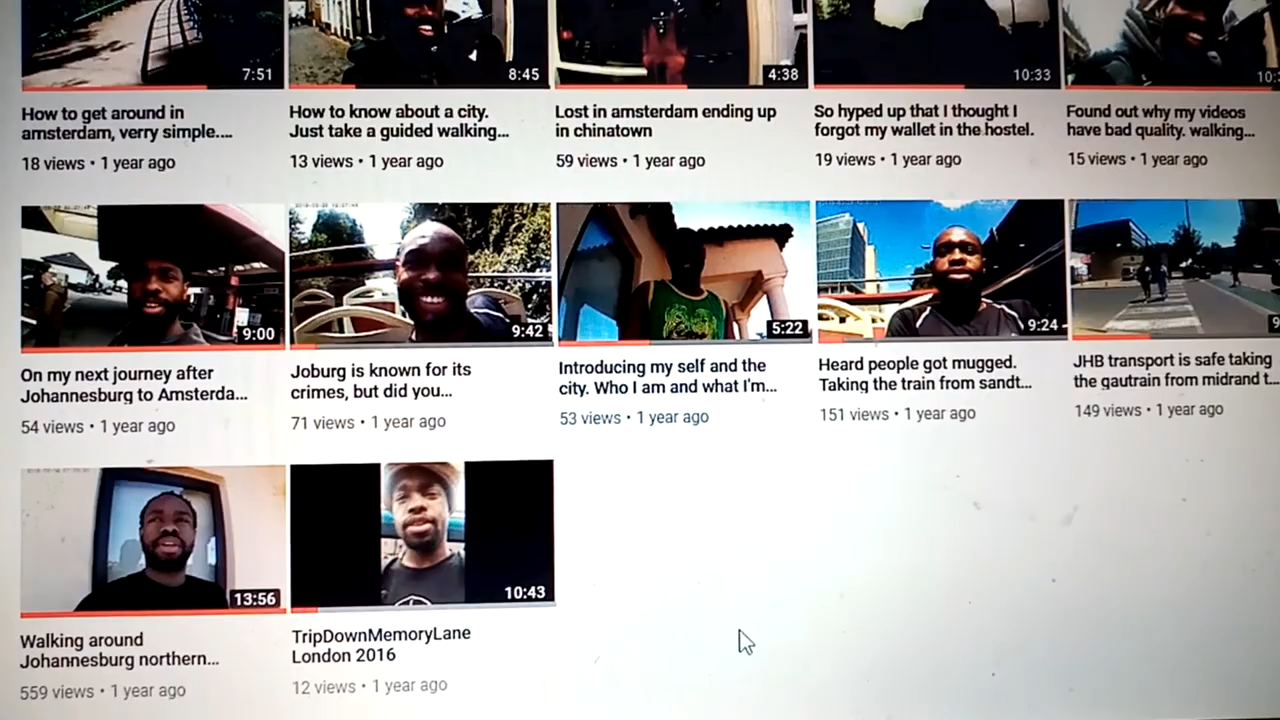 7:51
8:45
4:38
10:33
10:
How to get around in
amsterdam, verry simple....
18 views • 1 year ago
How to know about a city.
Just take a guided walking...
13 views • 1 year ago
Lost in amsterdam ending up
in chinatown
59 views • 1 year ago
So hyped up that I thought I
forgot my wallet in the hostel.
19 views • 1 year ago
Found out why my videos
have bad quality. walking...
15 views • 1 year ago
9:00
9:42
5:22
9:24
9
On my next journey after
Johannesburg to Amsterda...
54 views • 1 year ago
Joburg is known for its
crimes, but did you...
71 views • 1 year ago
Introducing my self and the
city. Who I am and what I'm...
53 views • 1 year ago
Heard people got mugged.
Taking the train from sandt...
151 views • 1 year ago
JHB transport is safe taking
the gautrain from midrand t...
149 views • 1 year ago
13:56
10:43
Walking around
Johannesburg northern...
559 views • 1 year ago
TripDownMemoryLane
London 2016
12 views • 1 year ago